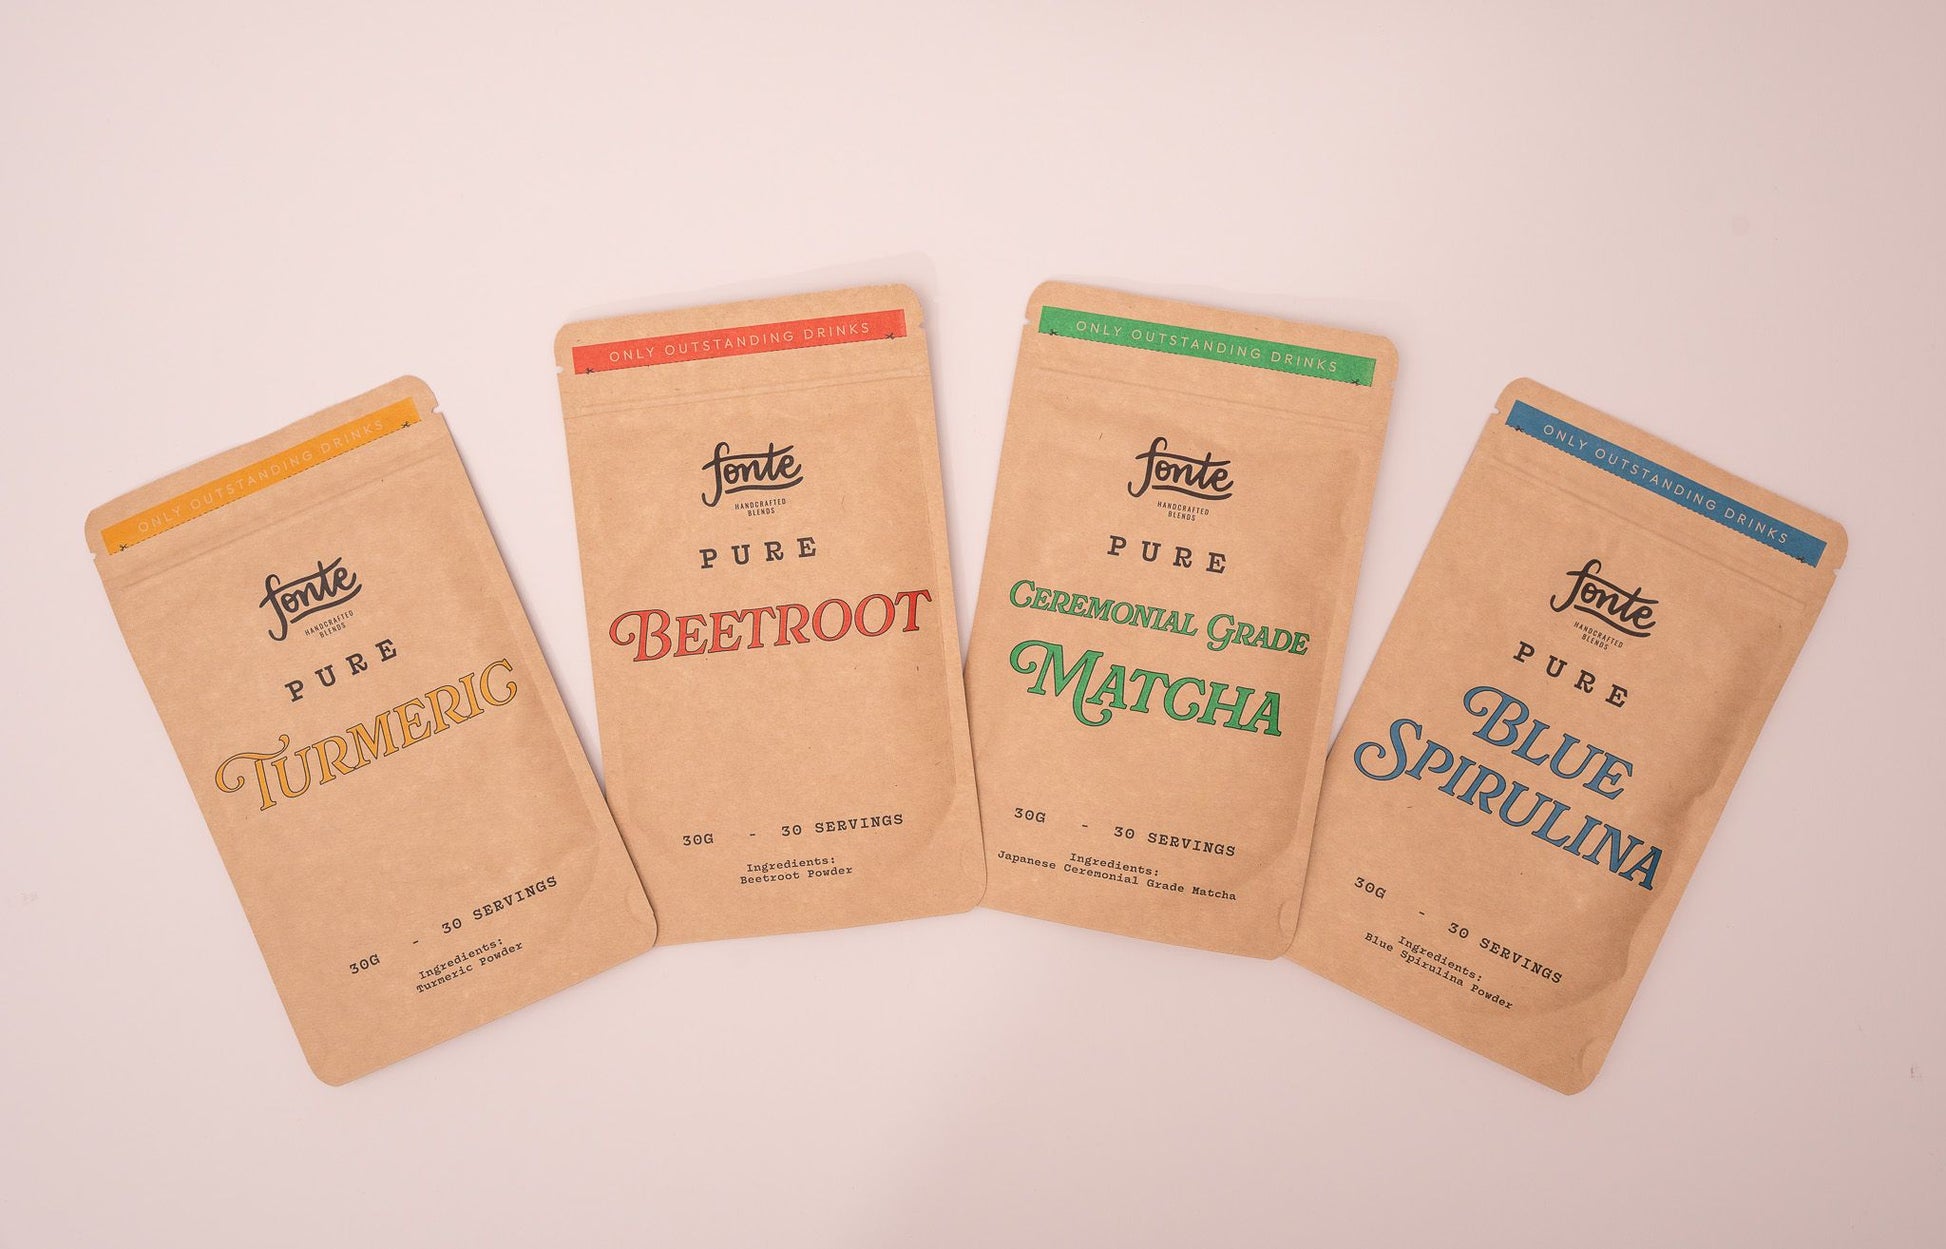 ONLY OUTSTANDING DRINKS
fonte
HANDCRAFTED
BLENDS
PURE
TURMERIC
30G - 30 SERVINGS
Ingredients:
Turmeric Powder
ONLY OUTSTANDING DRINKS
fonte
HANDCRAFTED
BLENDS
PURE
BEETROOT
30G - 30 SERVINGS
Ingredients:
Beetroot Powder
ONLY OUTSTANDING DRINKS
fonte
HANDCRAFTED
BLENDS
PURE
CEREMONIAL GRADE
MATCHA
30G - 30 SERVINGS
Ingredients:
Japanese Ceremonial Grade Matcha
ONLY OUTSTANDING DRINKS
fonte
HANDCRAFTED
BLENDS
PURE
BLUE
SPIRULINA
30G - 30 SERVINGS
Ingredients:
Blue Spirulina Powder